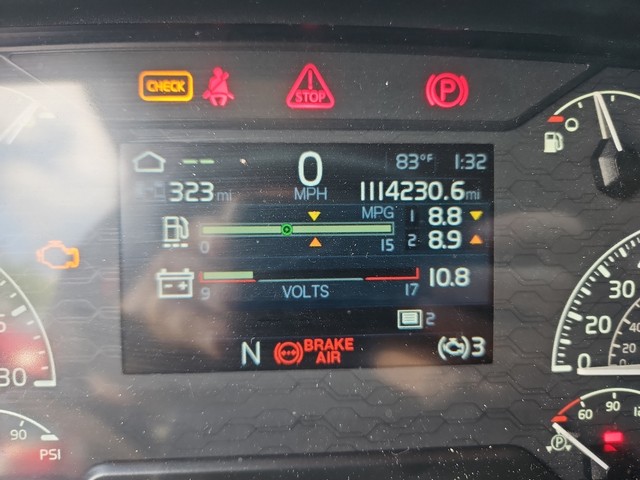 CHECK
STOP
P
-- 0 83°F 1:32
323 mi MPH 1114230.6 mi
MPG 1 8.8
0 15 2 8.9
9 VOLTS 17 10.8
2
N BRAKE AIR 3
30
20
0
60 90
P
90
PSI